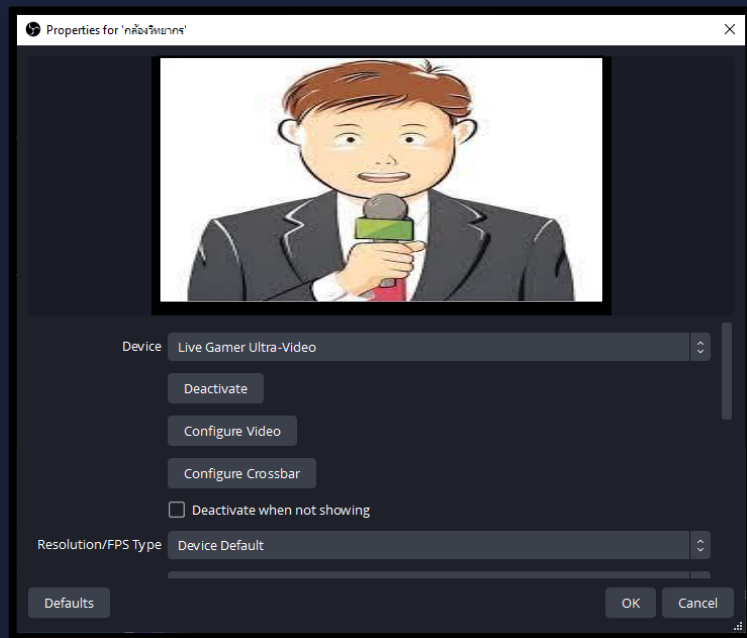 Properties for 'กล้องวิทยากร'
Device Live Gamer Ultra-Video
Deactivate
Configure Video
Configure Crossbar
Deactivate when not showing
Resolution/FPS Type Device Default
Defaults OK Cancel